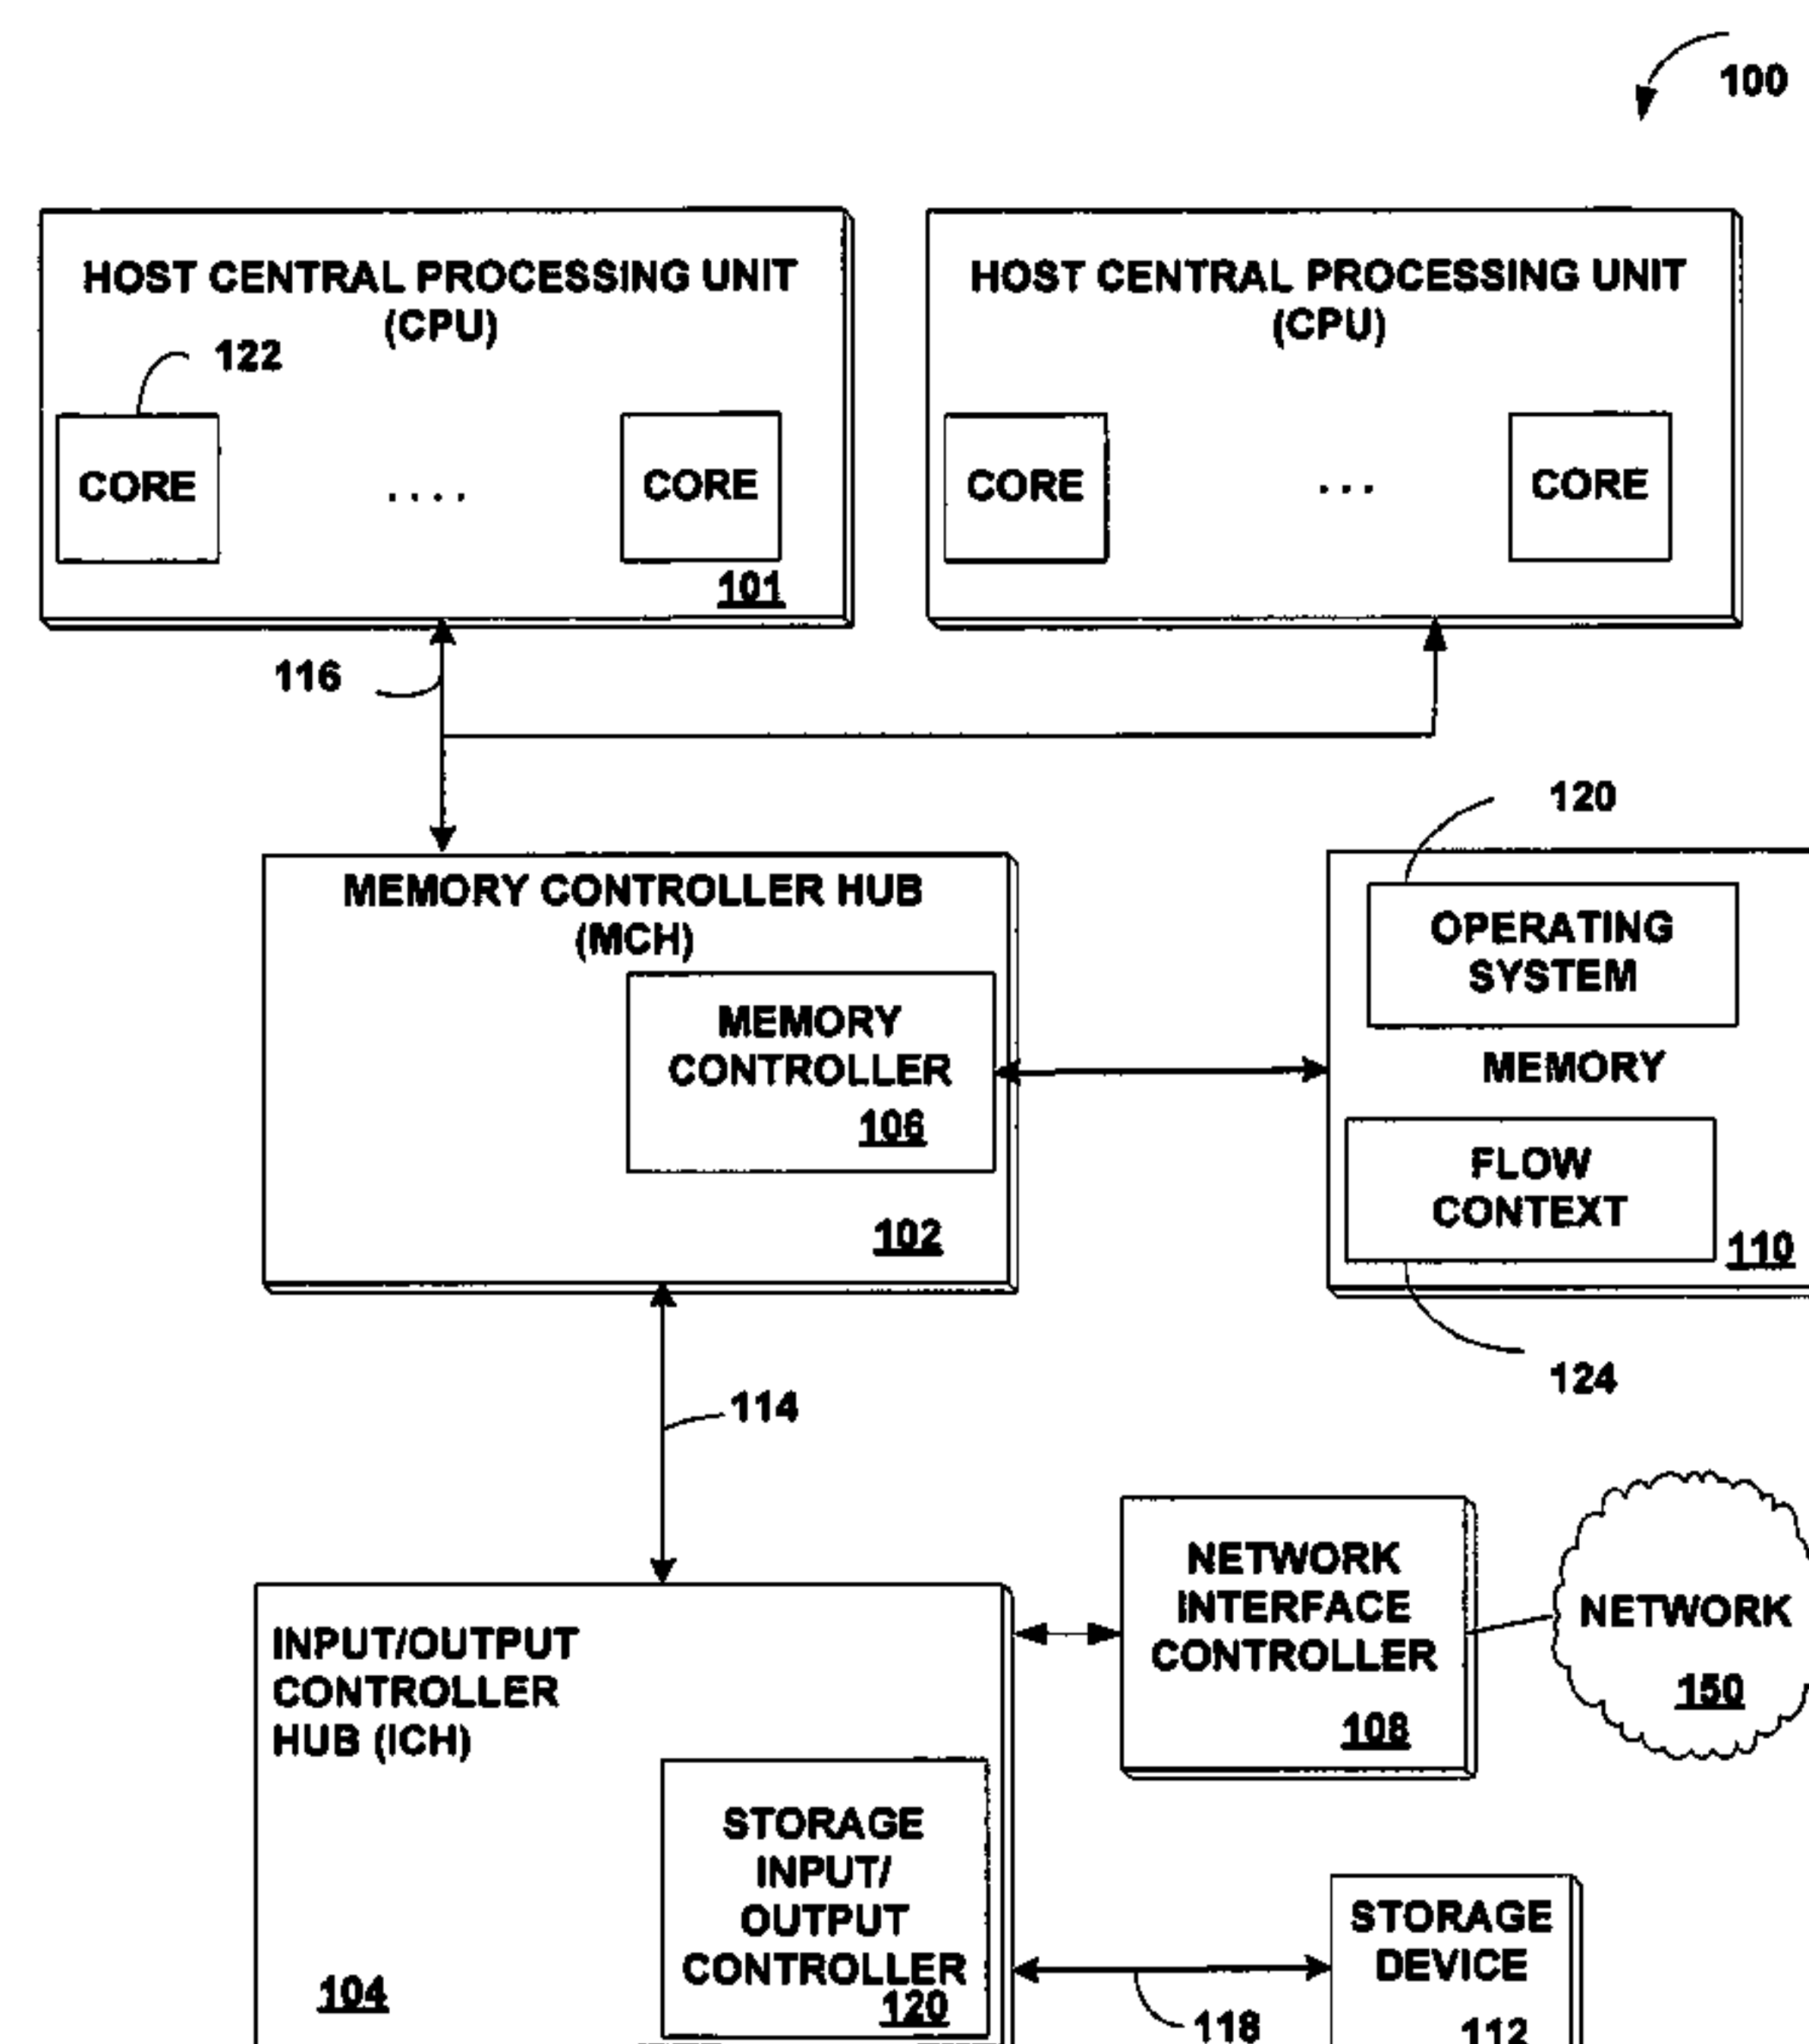 100
HOST CENTRAL PROCESSING UNIT
(CPU)
122
CORE
....
CORE
101
HOST CENTRAL PROCESSING UNIT
(CPU)
CORE
...
CORE
116
120
MEMORY CONTROLLER HUB
(MCH)
MEMORY
CONTROLLER
106
102
OPERATING
SYSTEM
MEMORY
FLOW
CONTEXT
110
124
114
NETWORK
INTERFACE
CONTROLLER
108
NETWORK
150
INPUT/OUTPUT
CONTROLLER
HUB (ICH)
STORAGE
INPUT/
OUTPUT
CONTROLLER
120
104
STORAGE
DEVICE
112
118